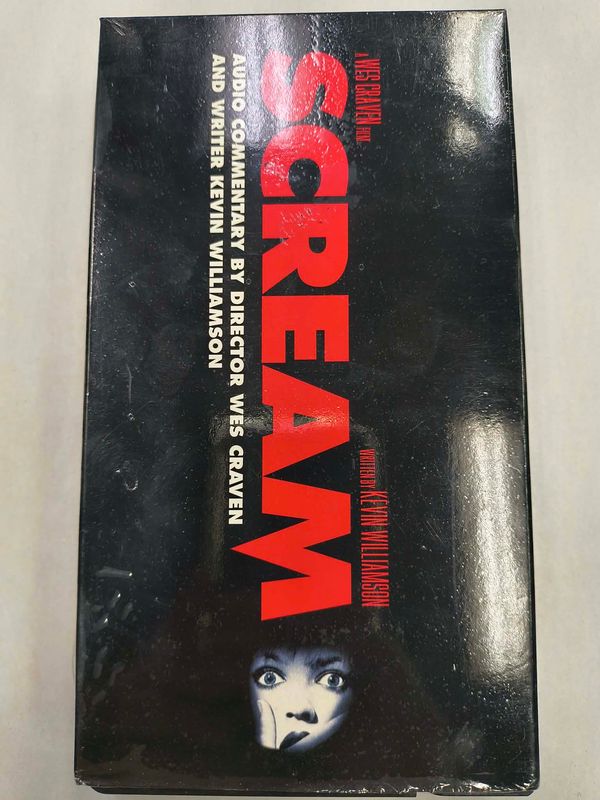 A WES CRAVEN FILM
WRITTEN BY KEVIN WILLIAMSON
SCREAM
AUDIO COMMENTARY BY DIRECTOR WES CRAVEN
AND WRITER KEVIN WILLIAMSON